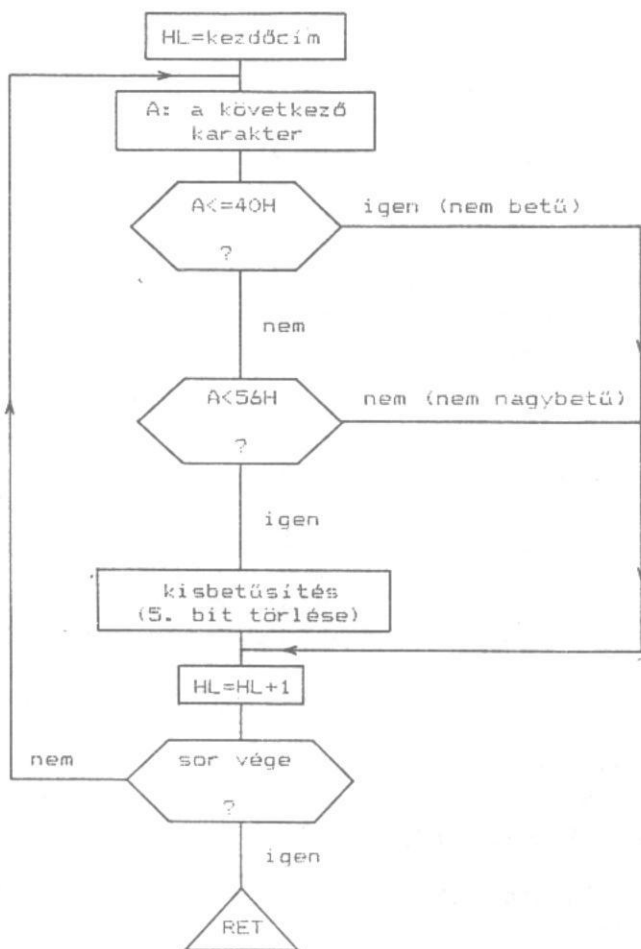 HL=kezdőcím
A: a következő
karakter
A<=40H
?
igen (nem betű)
nem
A<56H
?
nem (nem nagybetű)
igen
kisbetűsítés
(5. bit törlése)
HL=HL+1
nem
sor vége
?
igen
RET